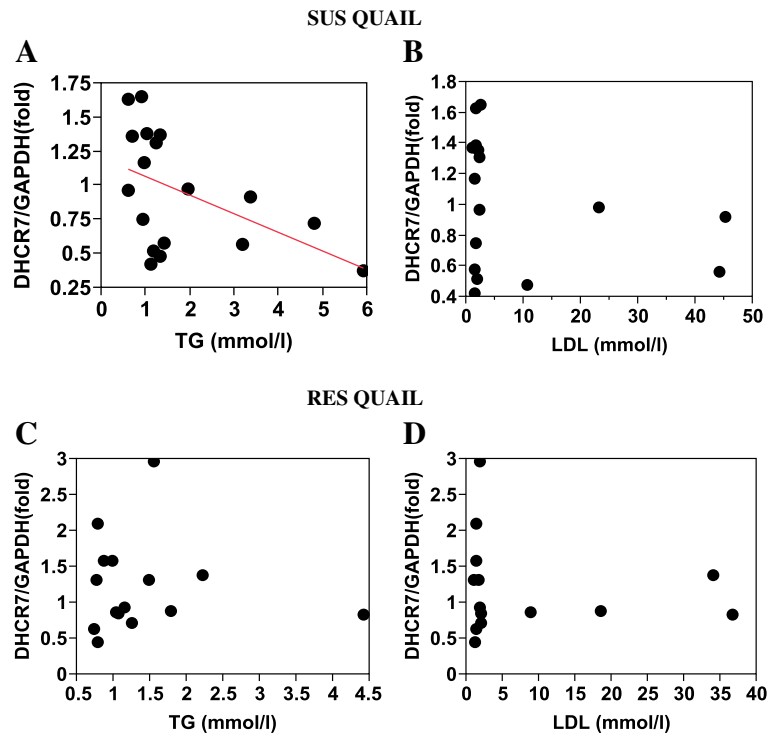 SUS QUAIL
A
B
DHCR7/GAPDH(fold)
1.75
1.5
1.25
1
0.75
0.5
0.25
0 1 2 3 4 5 6
TG (mmol/l)
DHCR7/GAPDH(fold)
1.8
1.6
1.4
1.2
1
0.8
0.6
0.4
0 10 20 30 40 50
LDL (mmol/l)
RES QUAIL
C
D
DHCR7/GAPDH(fold)
3
2.5
2
1.5
1
0.5
0
0.5 1 1.5 2 2.5 3 3.5 4 4.5
TG (mmol/l)
DHCR7/GAPDH(fold)
3
2.5
2
1.5
1
0.5
0
0 5 10 15 20 25 30 35 40
LDL (mmol/l)